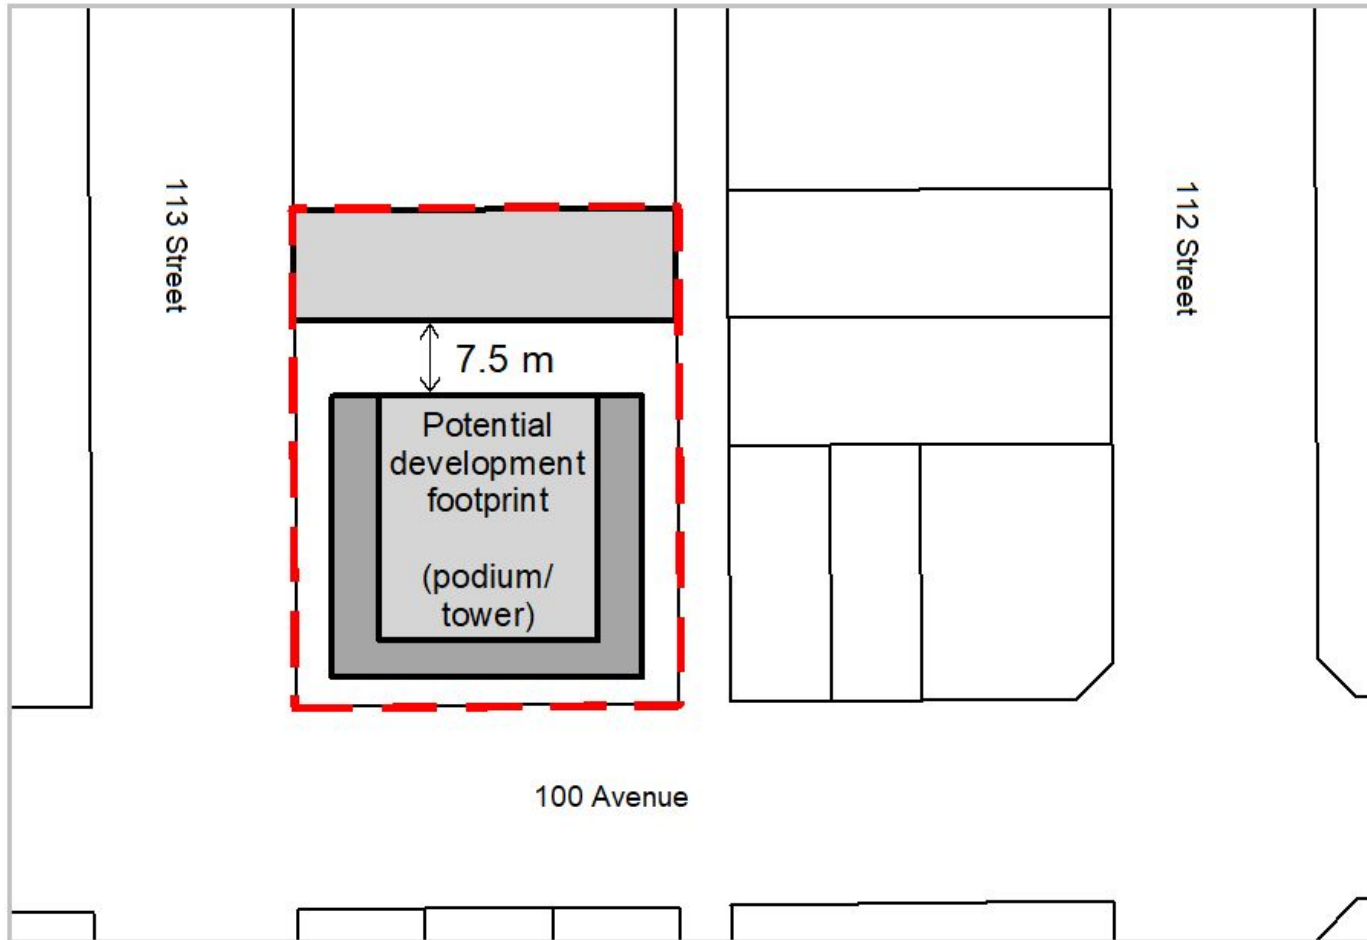 113 Street
112 Street
7.5 m
Potential
development
footprint
(podium/
tower)
100 Avenue